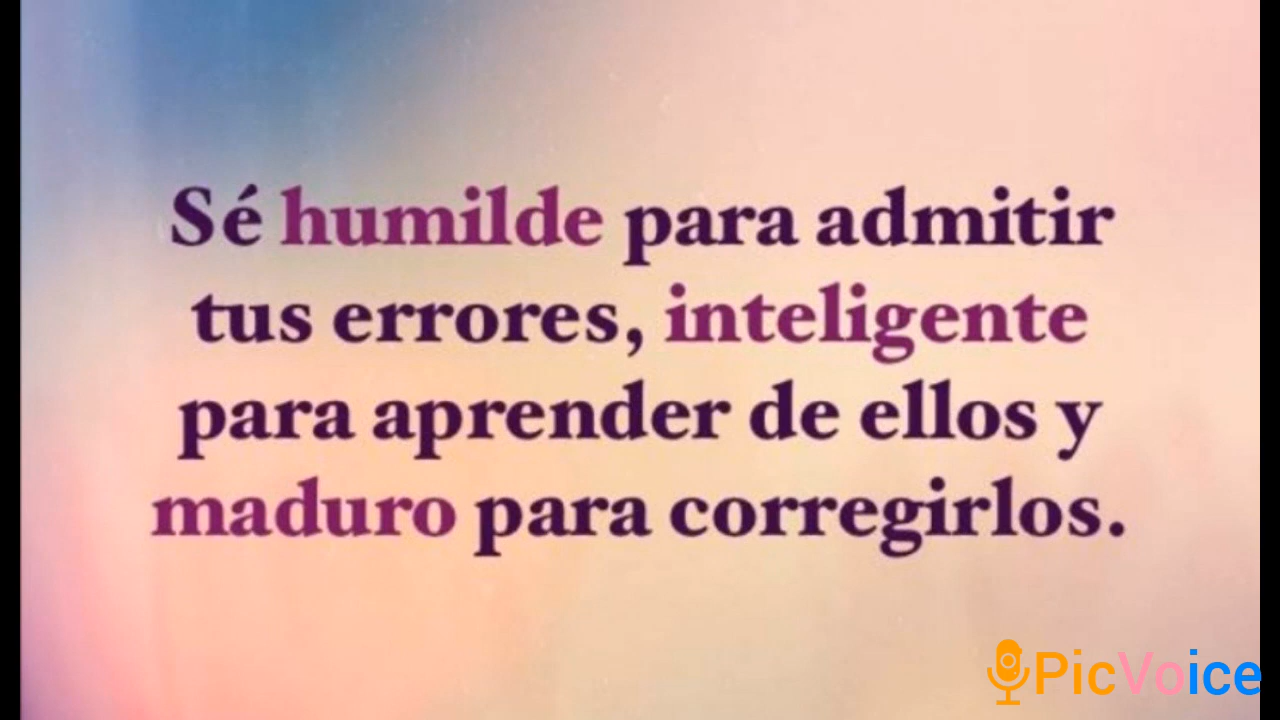 Sé humilde para admitir
tus errores, inteligente
para aprender de ellos y
maduro para corregirlos.
PicVoice